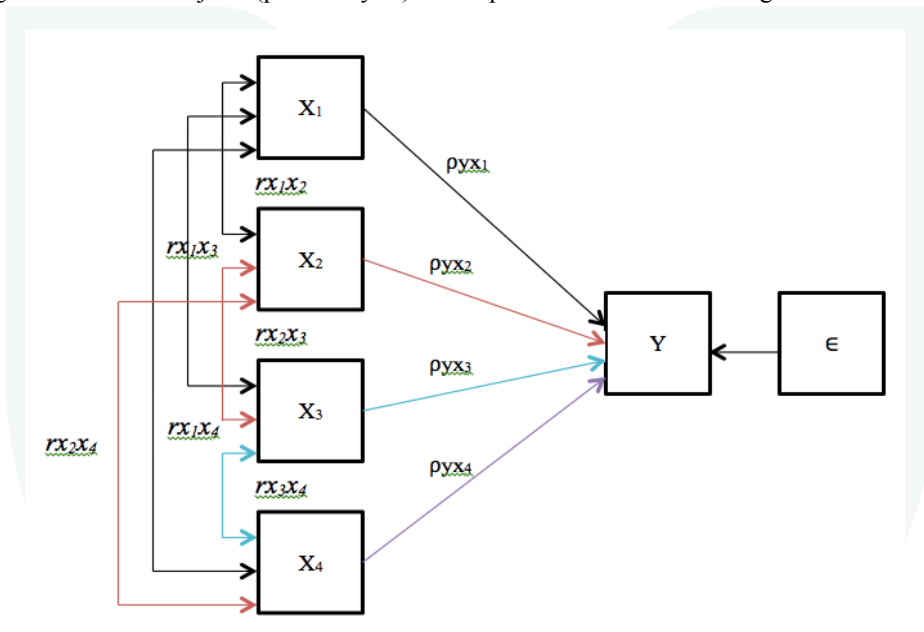 X1
ρyx1
rx1x2
rx1x3
X2
ρyx2
rx2x3
Y
∈
X3
ρyx3
rx1x4
rx2x4
rx3x4
ρyx4
X4